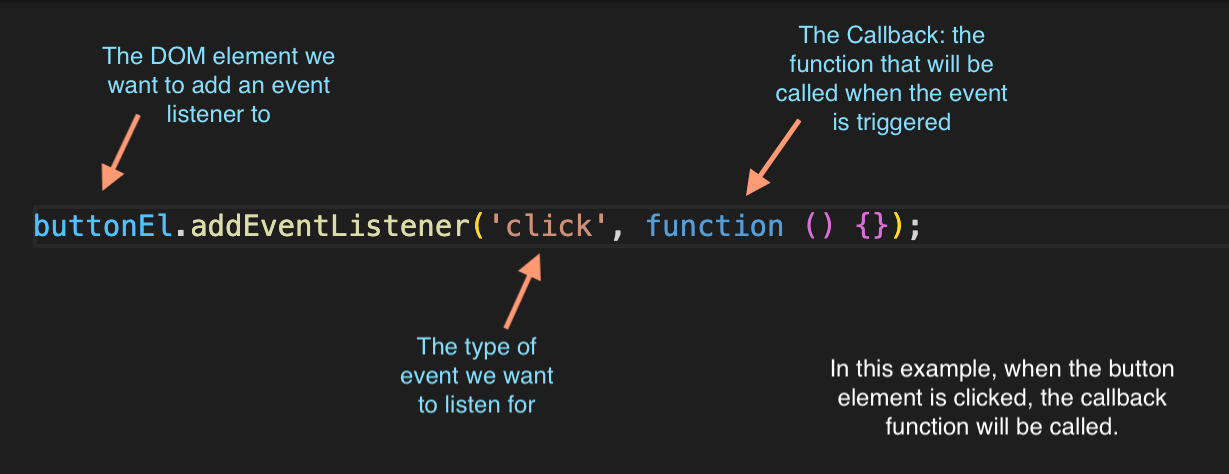 The DOM element we
want to add an event
listener to
The Callback: the
function that will be
called when the event
is triggered
buttonEl.addEventListener('click', function () {});
The type of
event we want
to listen for
In this example, when the button
element is clicked, the callback
function will be called.